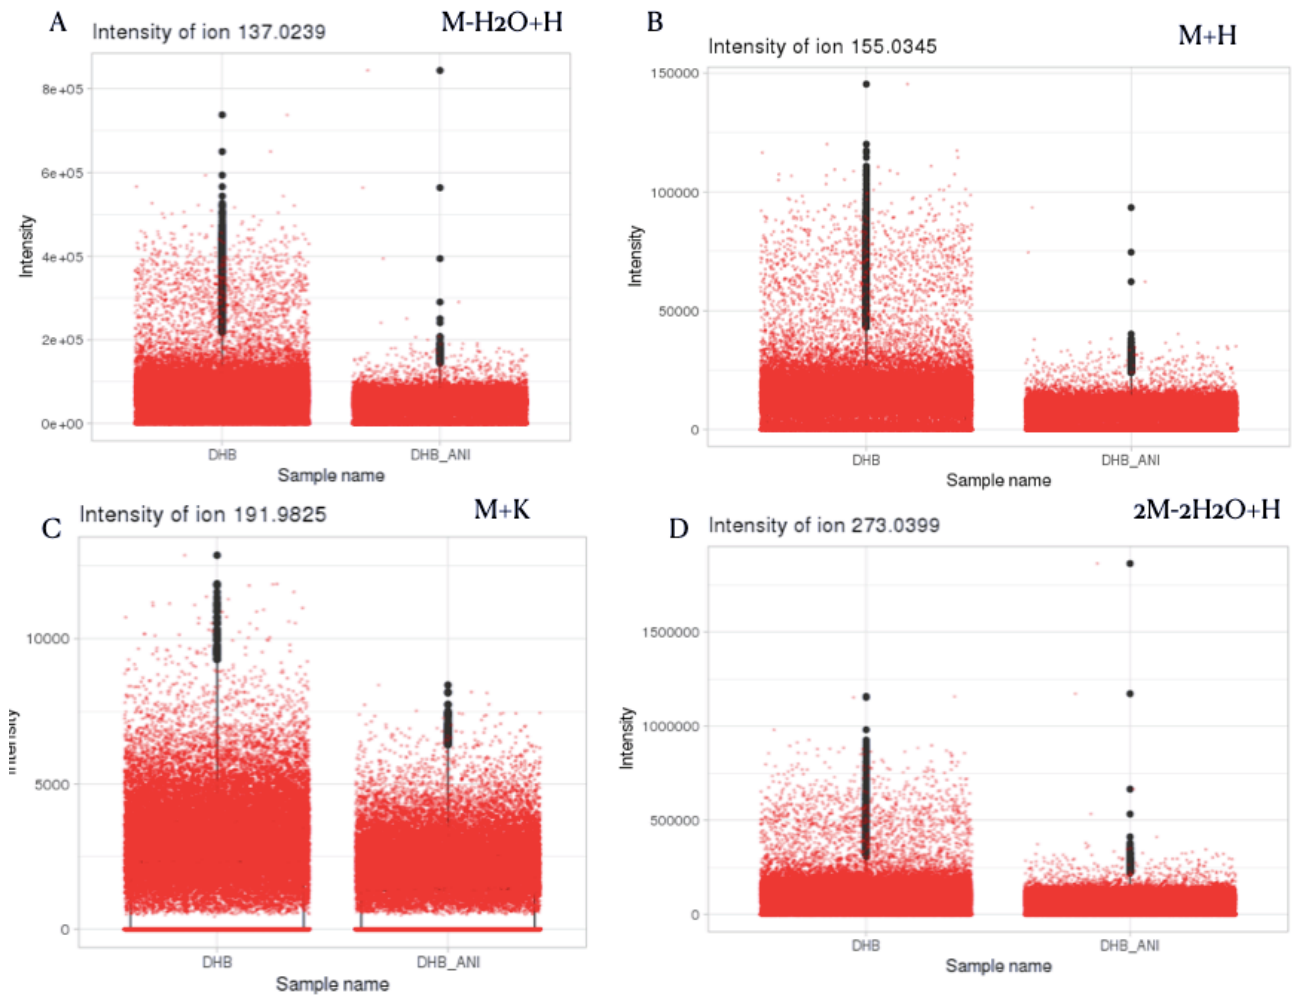 A
Intensity of ion 137.0239
M-H2O+H
8e+05
6e+05
4e+05
2e+05
0e+00
Intensity
DHB
DHB_ANI
Sample name
B
Intensity of ion 155.0345
M+H
150000
100000
50000
0
Intensity
DHB
DHB_ANI
Sample name
C
Intensity of ion 191.9825
M+K
10000
5000
0
Intensity
DHB
DHB_ANI
Sample name
D
Intensity of ion 273.0399
2M-2H2O+H
1500000
1000000
500000
0
Intensity
DHB
DHB_ANI
Sample name